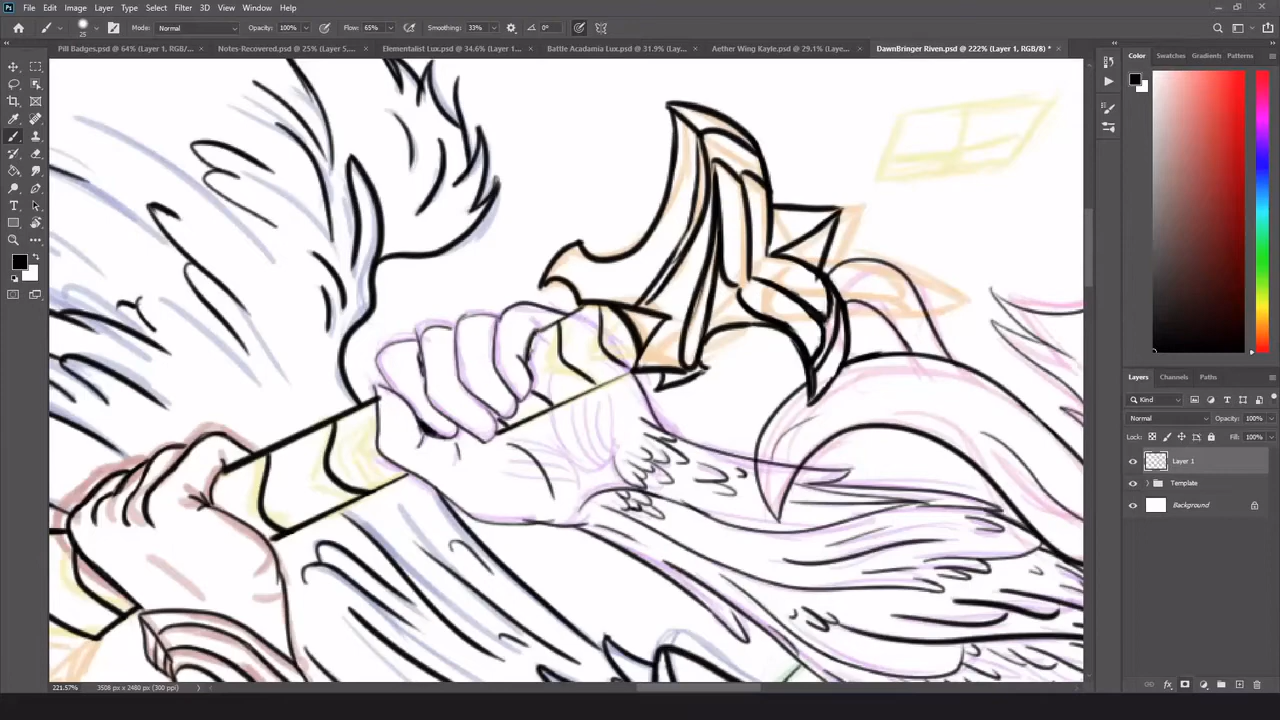 File Edit Image Layer Type Select Filter 3D View Window Help
25 Mode: Normal Opacity: 100% Flow: 65% Smoothing: 33% 0°
Pill Badges.psd @ 64% (Layer 1, RGB/... × Notes-Recovered.psd @ 25% (Layer 5,... × Elementalist Lux.psd @ 34.6% (Layer 1... × Battle Acadamia Lux.psd @ 31.9% (Lay... × Aether Wing Kayle.psd @ 29.1% (Layer... × DawnBringer Riven.psd @ 222% (Layer 1, RGB/8) * ×
Color Swatches Gradients Patterns
Layers Channels Paths
Kind
Normal Opacity: 100%
Lock: Fill: 100%
Layer 1
Template
Background
221.57% 3508 px x 2480 px (300 ppi)